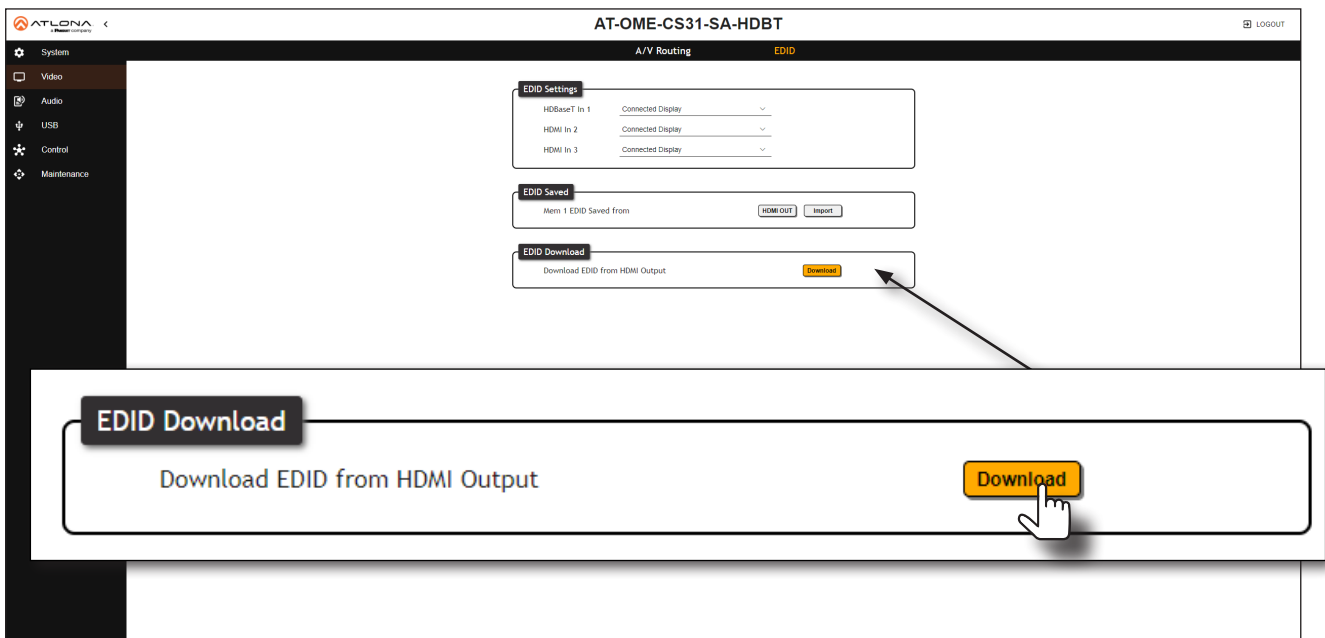 ATLONA
a Panduit company
AT-OME-CS31-SA-HDBT
LOGOUT
A/V Routing
EDID
System
Video
Audio
USB
Control
Maintenance
EDID Settings
HDBaseT In 1 Connected Display
HDMI In 2 Connected Display
HDMI In 3 Connected Display
EDID Saved
Mem 1 EDID Saved from HDMI OUT Import
EDID Download
Download EDID from HDMI Output Download
EDID Download
Download EDID from HDMI Output Download